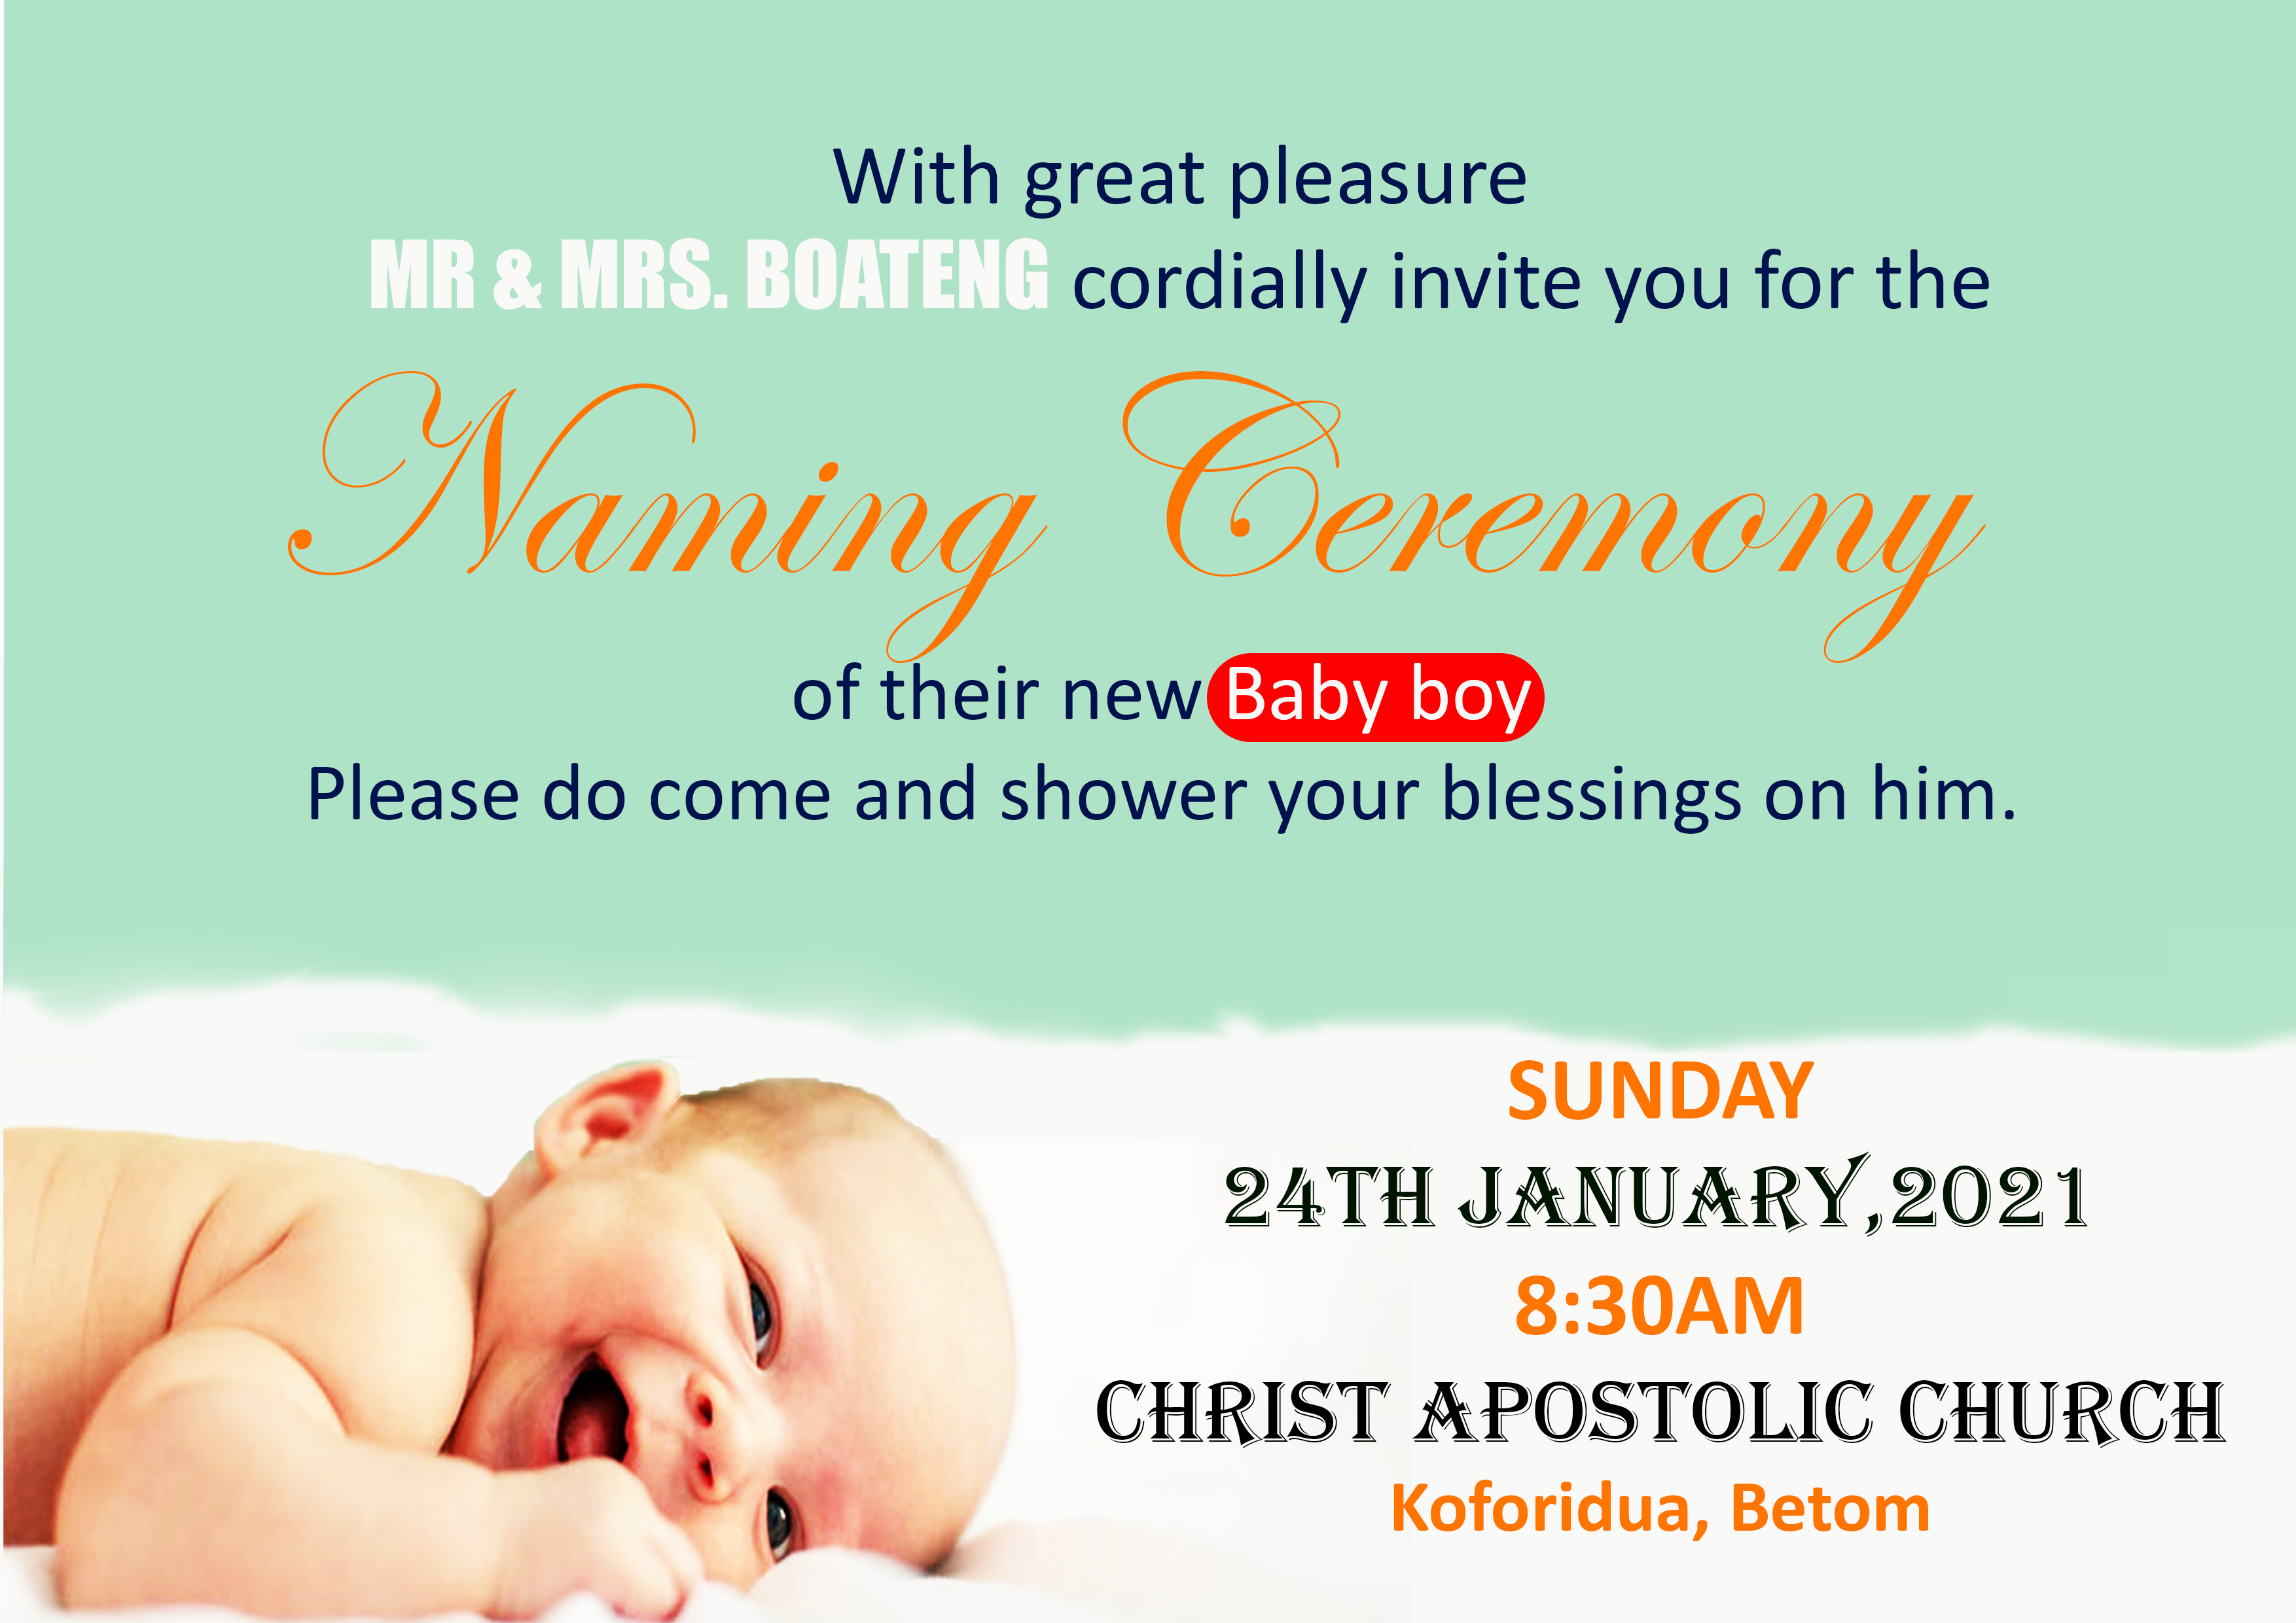 With great pleasure
MR & MRS. BOATENG cordially invite you for the
Naming Ceremony
of their new Baby boy
Please do come and shower your blessings on him.
SUNDAY
24TH JANUARY,2021
8:30AM
CHRIST APOSTOLIC CHURCH
Koforidua, Betom